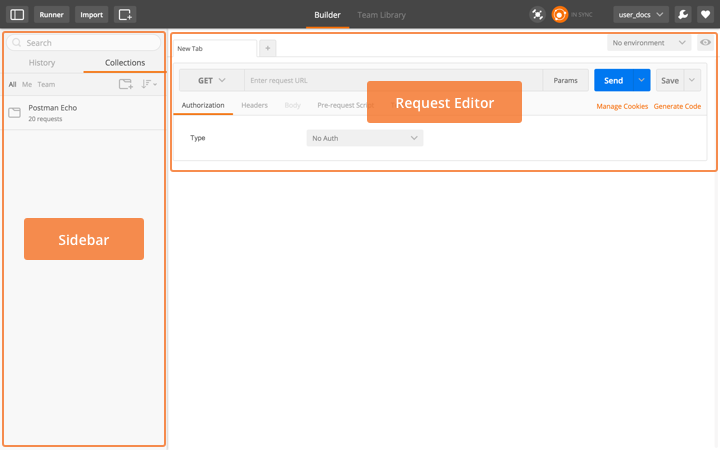 Runner Import Builder Team Library IN SYNC user_docs
Search
History Collections
All Me Team
Postman Echo
20 requests
Sidebar
New Tab + No environment
GET Enter request URL Params Send Save
Request Editor
Authorization Headers Body Pre-request Script Manage Cookies Generate Code
Type No Auth